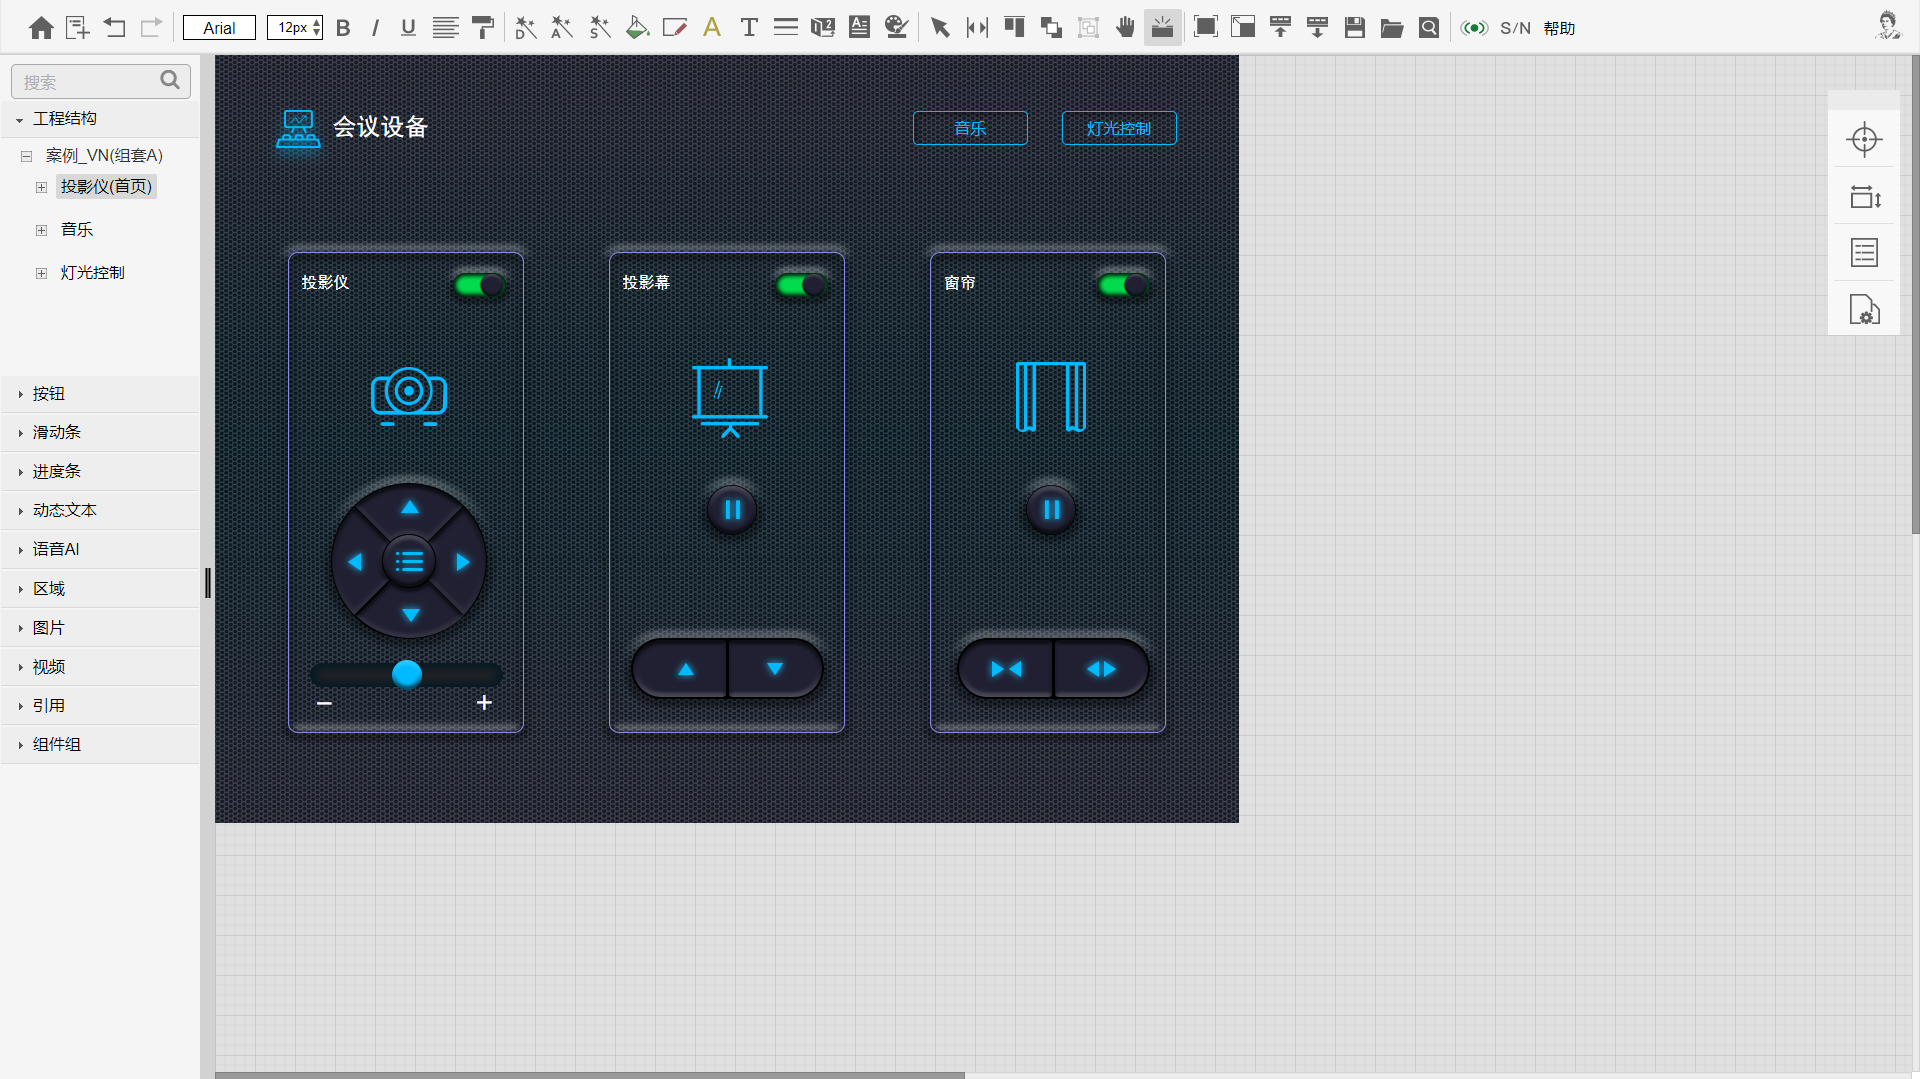 Arial
12px
B I U
D A S
A T
2
A
S/N
帮助
搜索
工程结构
案例_VN(组套A)
投影仪(首页)
音乐
灯光控制
按钮
滑动条
进度条
动态文本
语音AI
区域
图片
视频
引用
组件组
会议设备
音乐
灯光控制
投影仪
投影幕
窗帘
− +